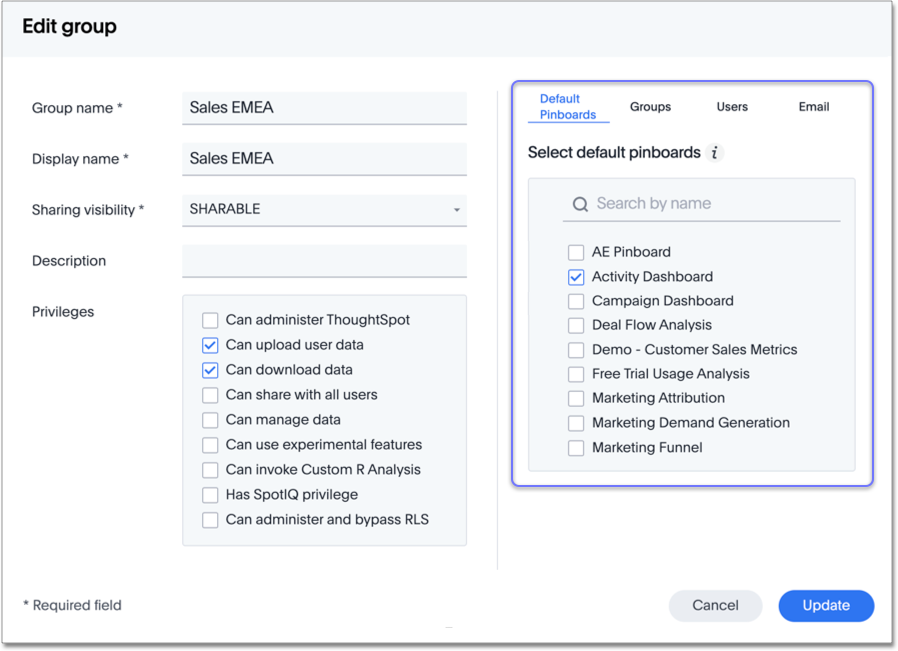 Edit group
Group name *
Sales EMEA
Display name *
Sales EMEA
Sharing visibility *
SHARABLE
Description
Privileges
Can administer ThoughtSpot
Can upload user data
Can download data
Can share with all users
Can manage data
Can use experimental features
Can invoke Custom R Analysis
Has SpotIQ privilege
Can administer and bypass RLS
Default
Pinboards
Groups
Users
Email
Select default pinboards i
Search by name
AE Pinboard
Activity Dashboard
Campaign Dashboard
Deal Flow Analysis
Demo - Customer Sales Metrics
Free Trial Usage Analysis
Marketing Attribution
Marketing Demand Generation
Marketing Funnel
* Required field
Cancel
Update